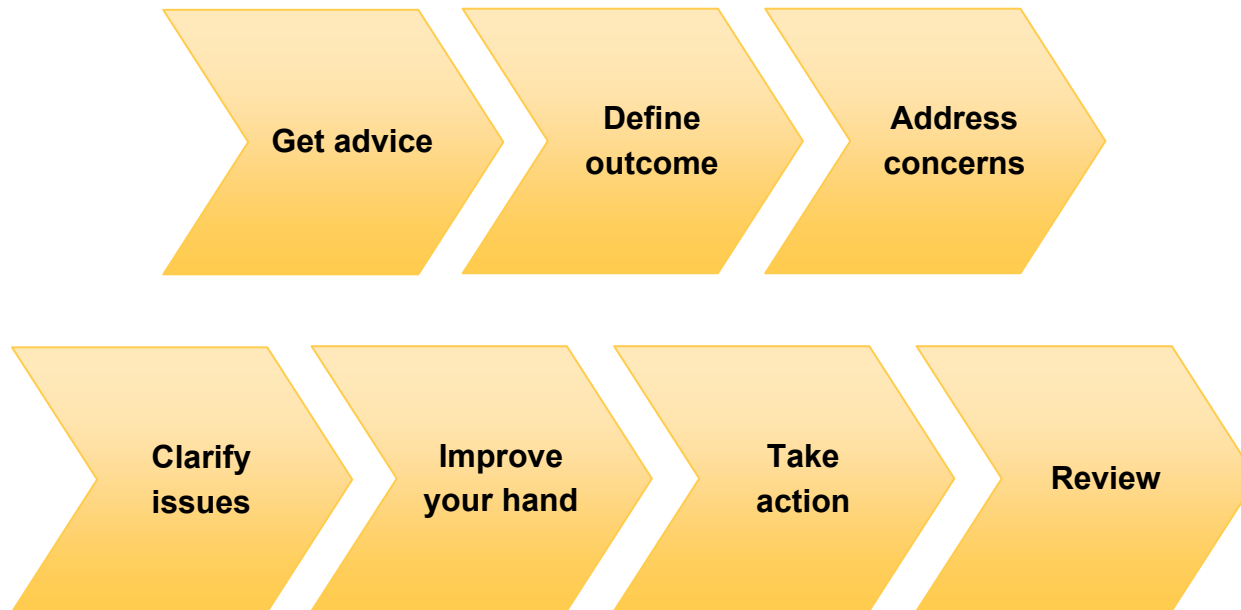 Get advice
Define
outcome
Address
concerns
Clarify
issues
Improve
your hand
Take
action
Review